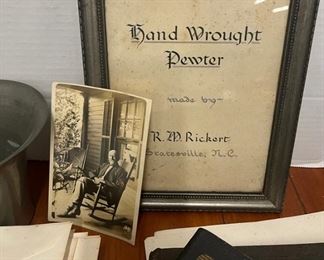 Hand Wrought
Pewter
made by-
R. M. Rickert
Statesville, N.C.